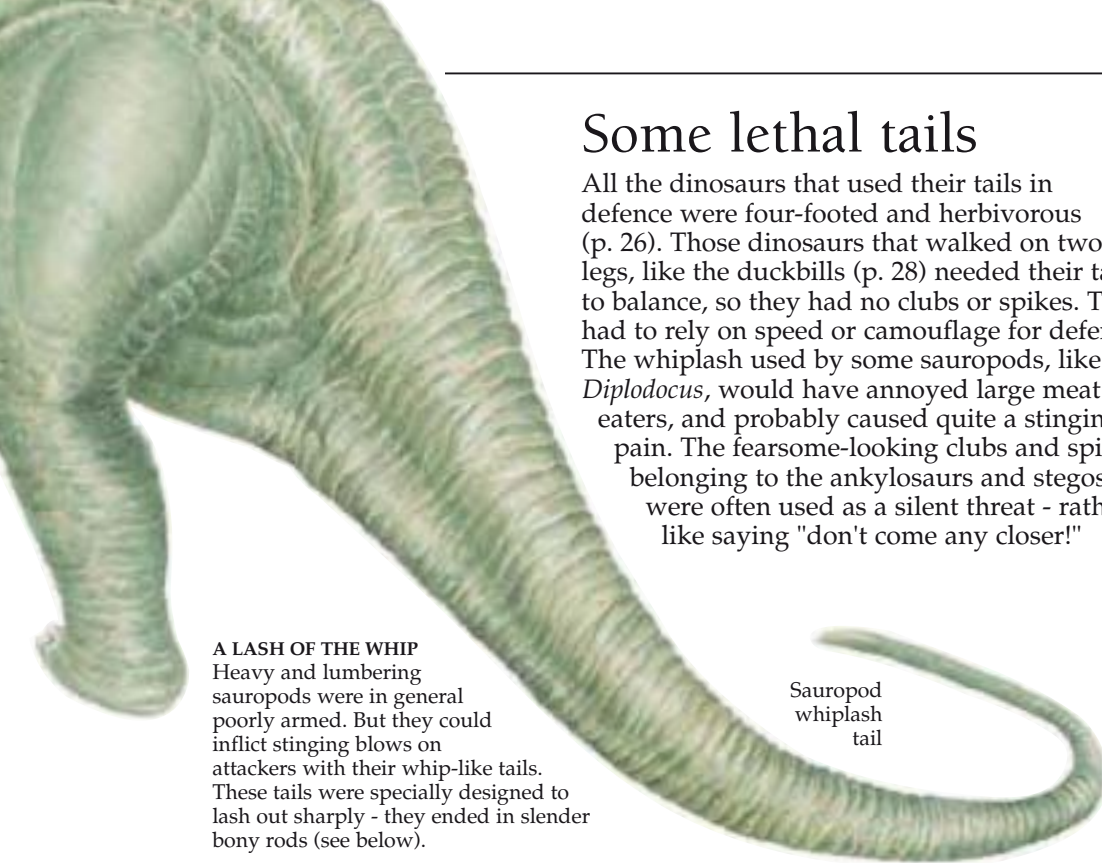 Some lethal tails
All the dinosaurs that used their tails in
defence were four-footed and herbivorous
(p. 26). Those dinosaurs that walked on two
legs, like the duckbills (p. 28) needed their
to balance, so they had no clubs or spikes.
had to rely on speed or camouflage for
The whiplash used by some sauropods, like
Diplodocus, would have annoyed large meat
eaters, and probably caused quite a
pain. The fearsome-looking clubs and
belonging to the ankylosaurs and
were often used as a silent threat -
like saying "don't come any closer!"
A LASH OF THE WHIP
Heavy and lumbering
sauropods were in general
poorly armed. But they could
inflict stinging blows on
attackers with their whip-like tails.
These tails were specially designed to
lash out sharply - they ended in slender
bony rods (see below).
Sauropod
whiplash
tail